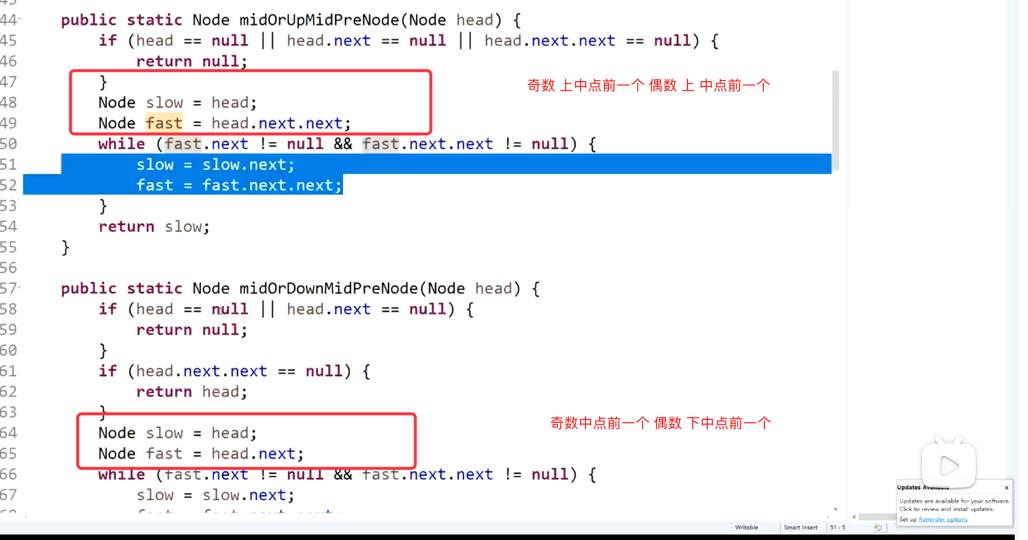 44 public static Node midOrUpMidPreNode(Node head) {
45 if (head == null || head.next == null || head.next.next == null) {
46 return null;
47 }
奇数 上中点前一个 偶数 上 中点前一个
48 Node slow = head;
49 Node fast = head.next.next;
50 while (fast.next != null && fast.next.next != null) {
51 slow = slow.next;
52 fast = fast.next.next;
53 }
54 return slow;
55 }
56
57 public static Node midOrDownMidPreNode(Node head) {
58 if (head == null || head.next == null) {
59 return null;
60 }
61 if (head.next.next == null) {
62 return head;
63 }
奇数中点前一个 偶数 下中点前一个
64 Node slow = head;
65 Node fast = head.next;
66 while (fast.next != null && fast.next.next != null) {
67 slow = slow.next;
Updates Available x
Updates are available for your software.
Click to review and install updates.
Set up Reminder options
Writable Smart Insert 51 : 5